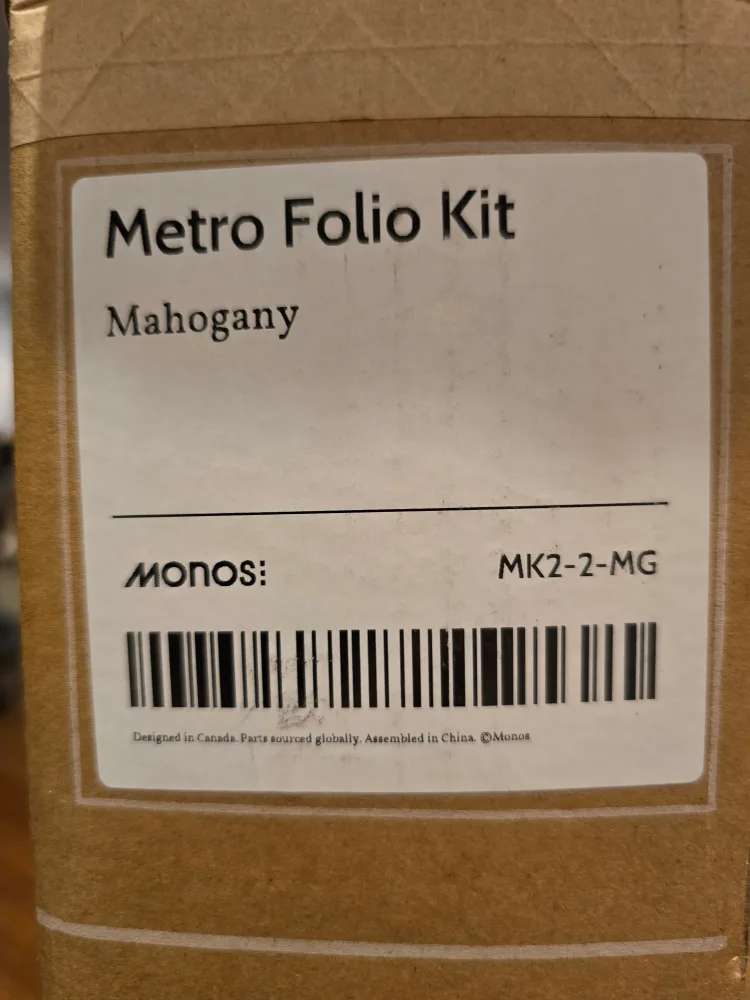 Metro Folio Kit
Mahogany
MONOS
MK2-2-MG
Designed in Canada. Parts sourced globally. Assembled in China. ©Monos